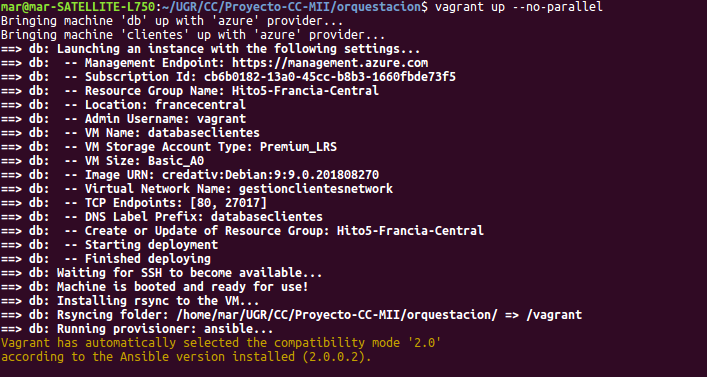 mar@mar-SATELLITE-L750:~/UGR/CC/Proyecto-CC-MII/orquestacion$ vagrant up --no-parallel
Bringing machine 'db' up with 'azure' provider...
Bringing machine 'clientes' up with 'azure' provider...
==> db: Launching an instance with the following settings...
==> db:  -- Management Endpoint: https://management.azure.com
==> db:  -- Subscription Id: cb6b0182-13a0-45cc-b8b3-1660fbde73f5
==> db:  -- Resource Group Name: Hito5-Francia-Central
==> db:  -- Location: francecentral
==> db:  -- Admin Username: vagrant
==> db:  -- VM Name: databaseclientes
==> db:  -- VM Storage Account Type: Premium_LRS
==> db:  -- VM Size: Basic_A0
==> db:  -- Image URN: credativ:Debian:9:9.0.201808270
==> db:  -- Virtual Network Name: gestionclientesnetwork
==> db:  -- TCP Endpoints: [80, 27017]
==> db:  -- DNS Label Prefix: databaseclientes
==> db:  -- Create or Update of Resource Group: Hito5-Francia-Central
==> db:  -- Starting deployment
==> db:  -- Finished deploying
==> db: Waiting for SSH to become available...
==> db: Machine is booted and ready for use!
==> db: Installing rsync to the VM...
==> db: Rsyncing folder: /home/mar/UGR/CC/Proyecto-CC-MII/orquestacion/ => /vagrant
==> db: Running provisioner: ansible...
Vagrant has automatically selected the compatibility mode '2.0'
according to the Ansible version installed (2.0.0.2).